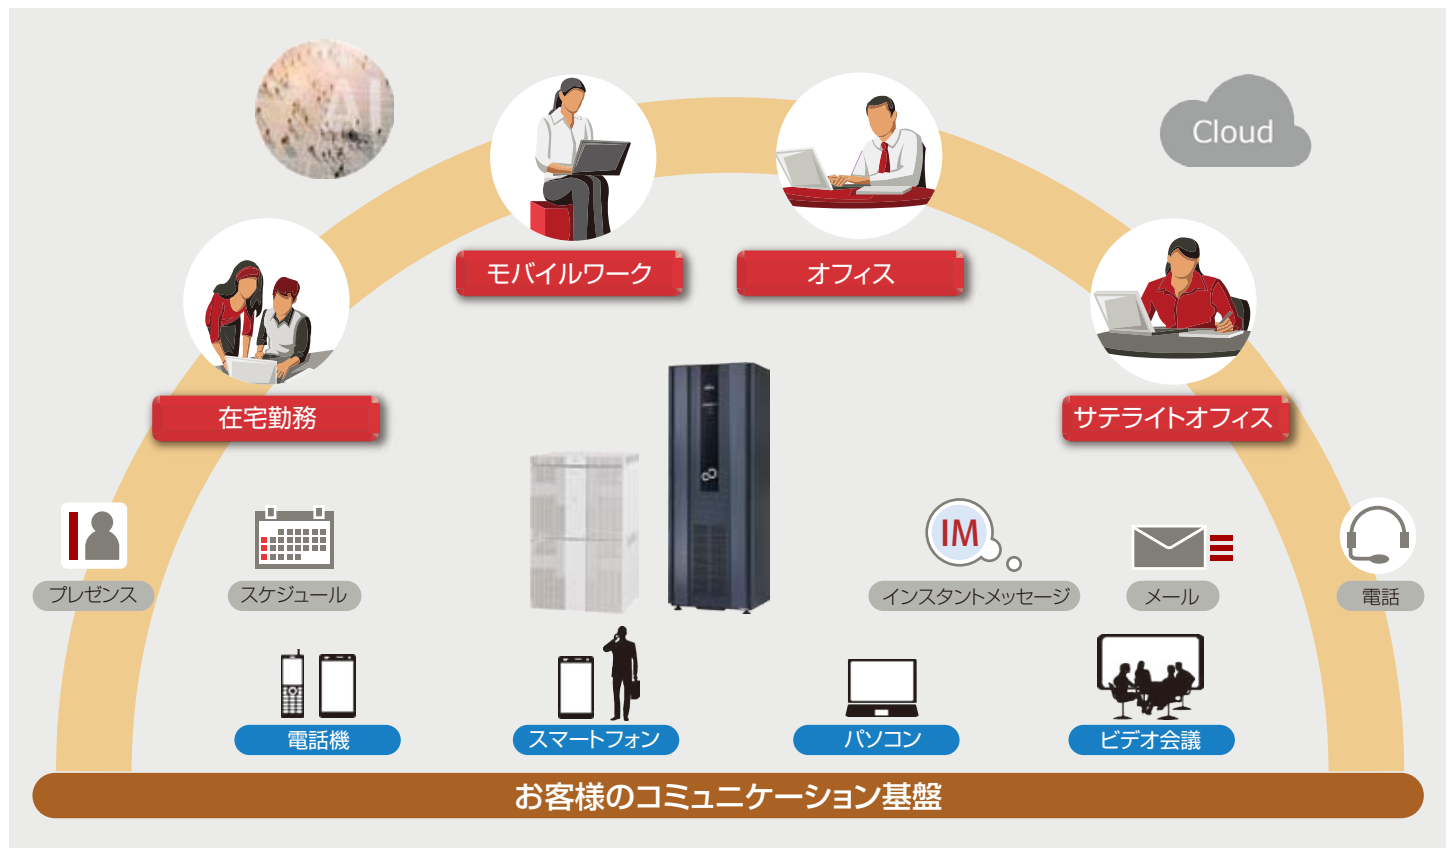 AI
Cloud
モバイルワーク
オフィス
在宅勤務
サテライトオフィス
IM
プレゼンス
スケジュール
インスタントメッセージ
メール
電話
電話機
スマートフォン
パソコン
ビデオ会議
お客様のコミュニケーション基盤